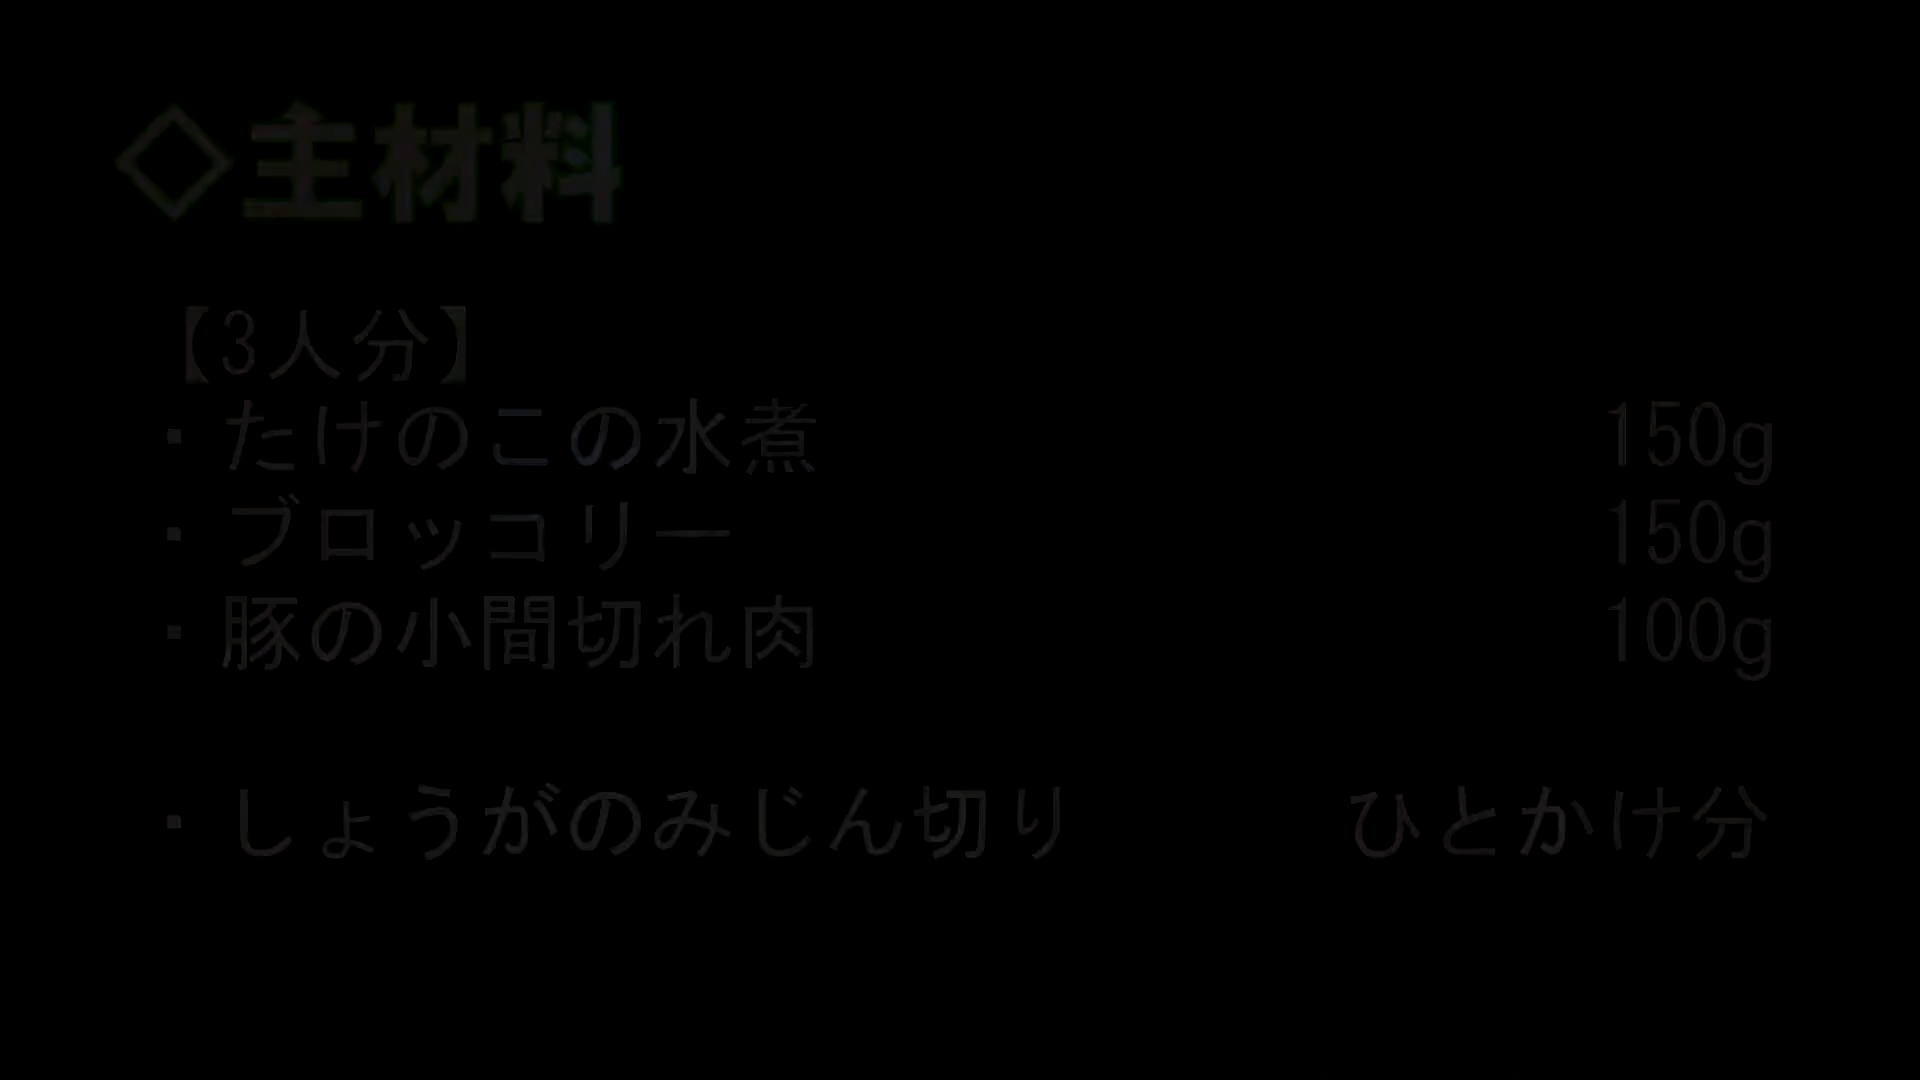 ◇主材料
【3人分】
・たけのこの水煮 150g
・ブロッコリー 150g
・豚の小間切れ肉 100g
・しょうがのみじん切り ひとかけ分